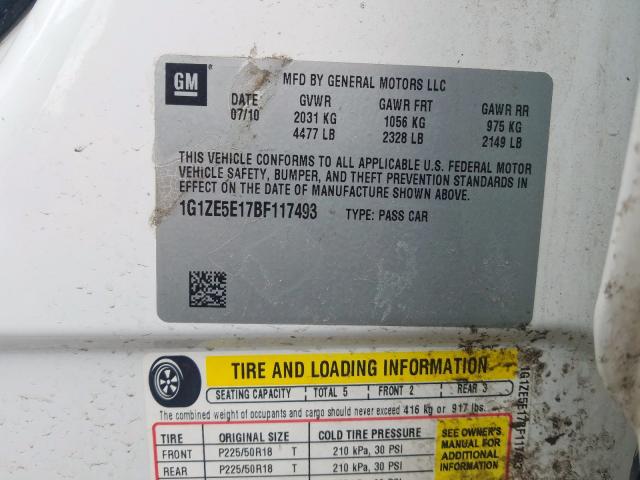 GM
MFD BY GENERAL MOTORS LLC
DATE GVWR GAWR FRT GAWR RR
07/10 2031 KG 1056 KG 975 KG
4477 LB 2328 LB 2149 LB
THIS VEHICLE CONFORMS TO ALL APPLICABLE U.S. FEDERAL MOTOR
VEHICLE SAFETY, BUMPER, AND THEFT PREVENTION STANDARDS IN
EFFECT ON THE DATE OF MANUFACTURE SHOWN ABOVE.
1G1ZE5E17BF117493 TYPE: PASS CAR
TIRE AND LOADING INFORMATION
SEATING CAPACITY TOTAL 5 FRONT 2 REAR 3
The combined weight of occupants and cargo should never exceed 416 kg or 917 lbs.
TIRE ORIGINAL SIZE COLD TIRE PRESSURE
FRONT P225/50R18 T 210 kPa, 30 PSI
REAR P225/50R18 T 210 kPa, 30 PSI
SEE OWNER'S
MANUAL FOR
ADDITIONAL
INFORMATION
1G1ZE5E17BF117493